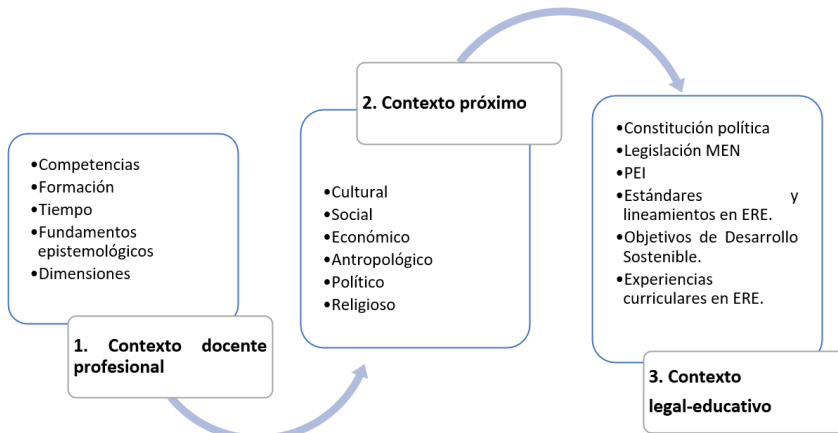 •Competencias
•Formación
•Tiempo
•Fundamentos
epistemológicos
•Dimensiones
1. Contexto docente
profesional
2. Contexto próximo
•Cultural
•Social
•Económico
•Antropológico
•Político
•Religioso
•Constitución política
•Legislación MEN
•PEI
•Estándares y
lineamientos en ERE.
•Objetivos de Desarrollo
Sostenible.
•Experiencias
curriculares en ERE.
3. Contexto
legal-educativo